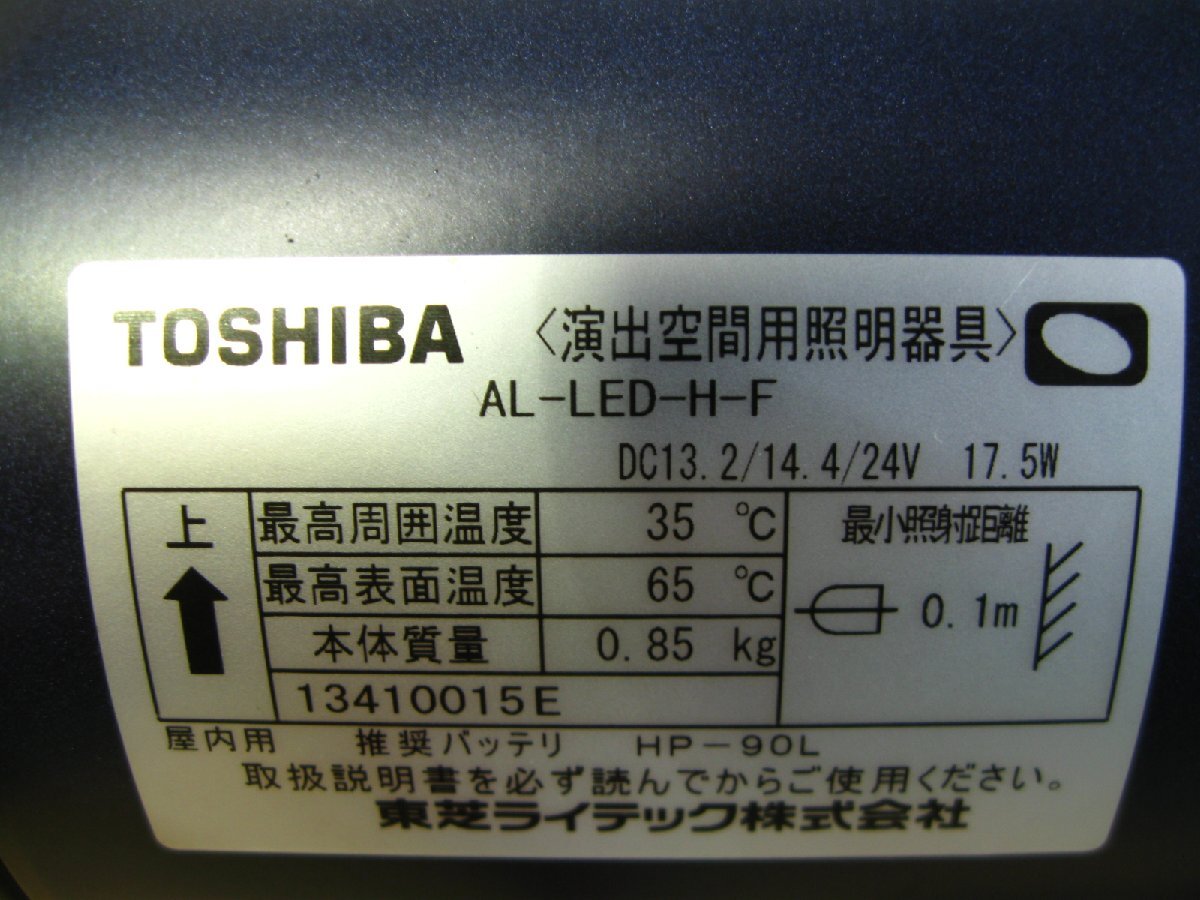 TOSHIBA 〈演出空間用照明器具〉
AL-LED-H-F
DC13.2/14.4/24V 17.5W
上
最高周囲温度 35 ℃
最高表面温度 65 ℃
本体質量 0.85 kg
13410015E
最小照射距離
0.1m
屋内用 推奨バッテリ HP-90L
取扱説明書を必ず読んでからご使用ください。
東芝ライテック株式会社